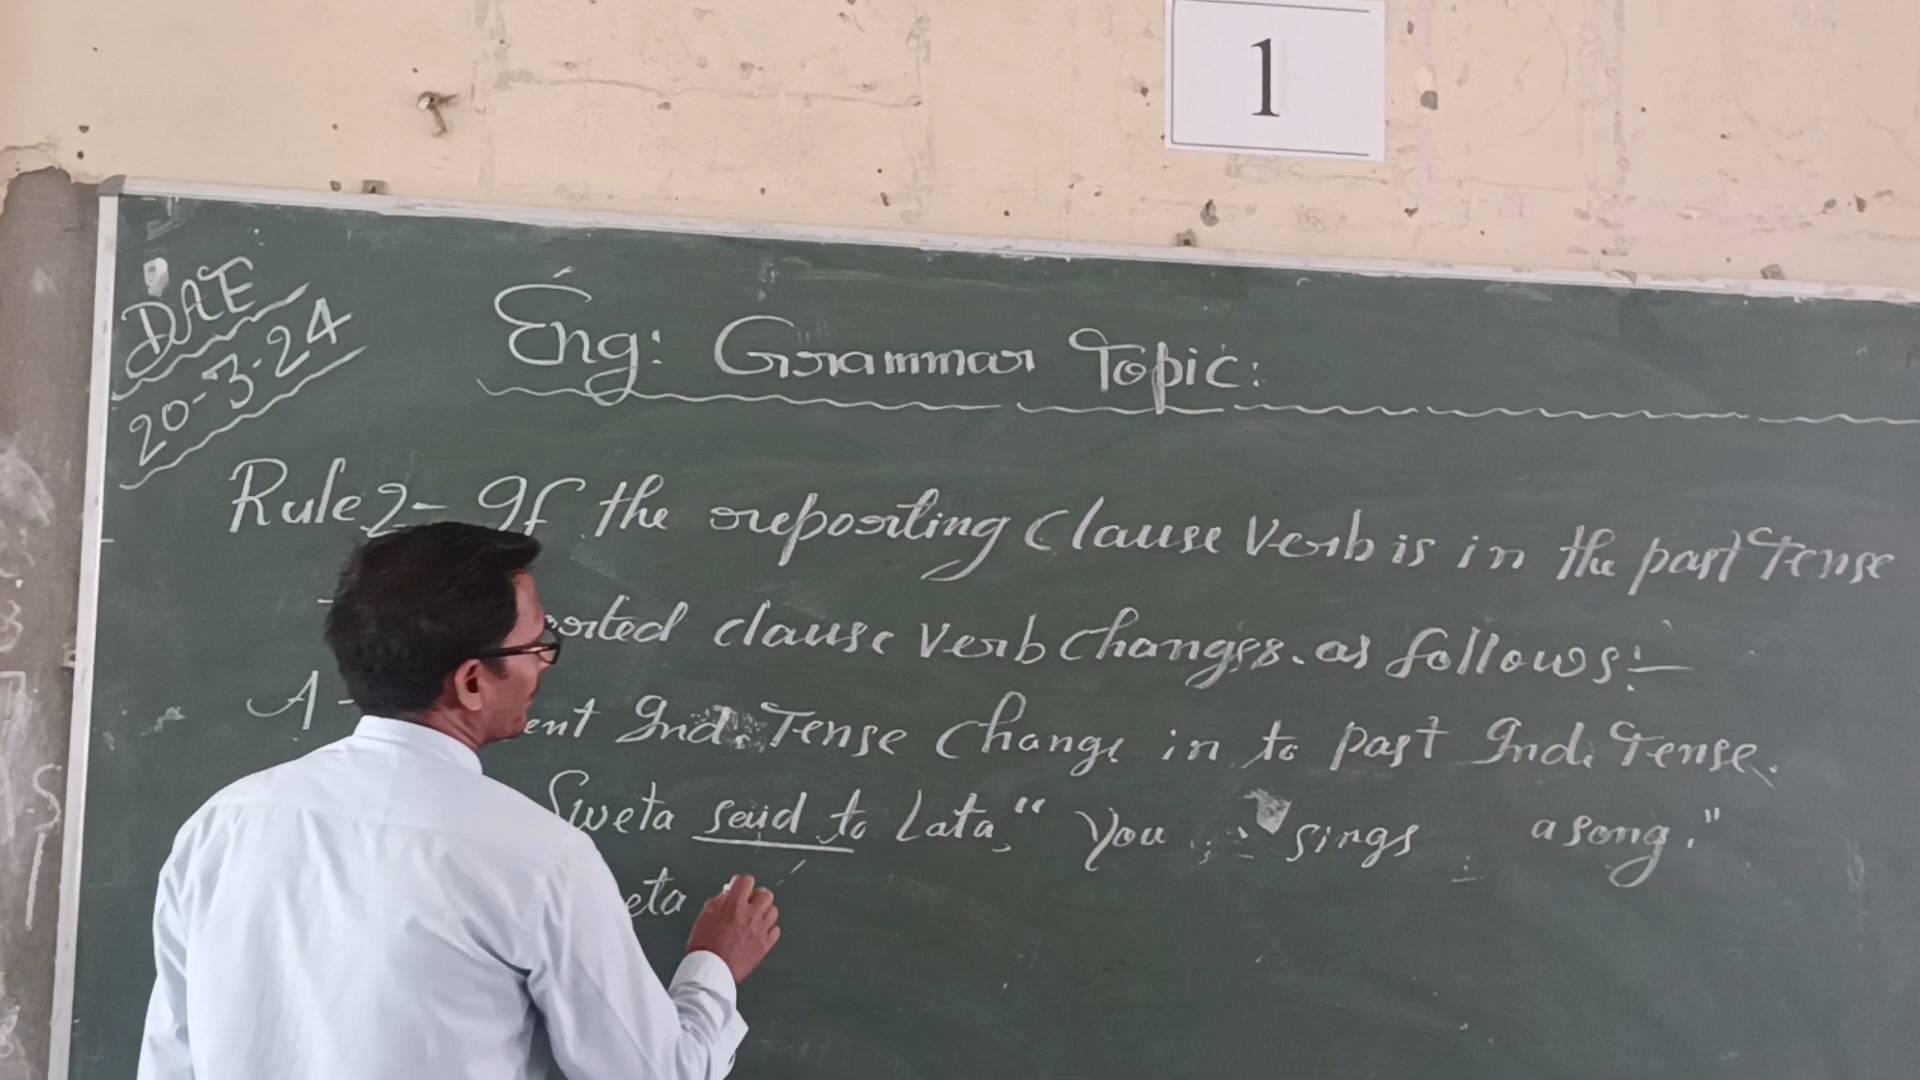 1
DATE
20-3-24
Eng: Grammar Topic:
Rule 2- If the reporting clause Verb is in the past Tense
clause Verb changes. as follows:-
A - Ind. Tense Change in to past Ind. Tense.
Sweta said to Lata, "You sings a song."